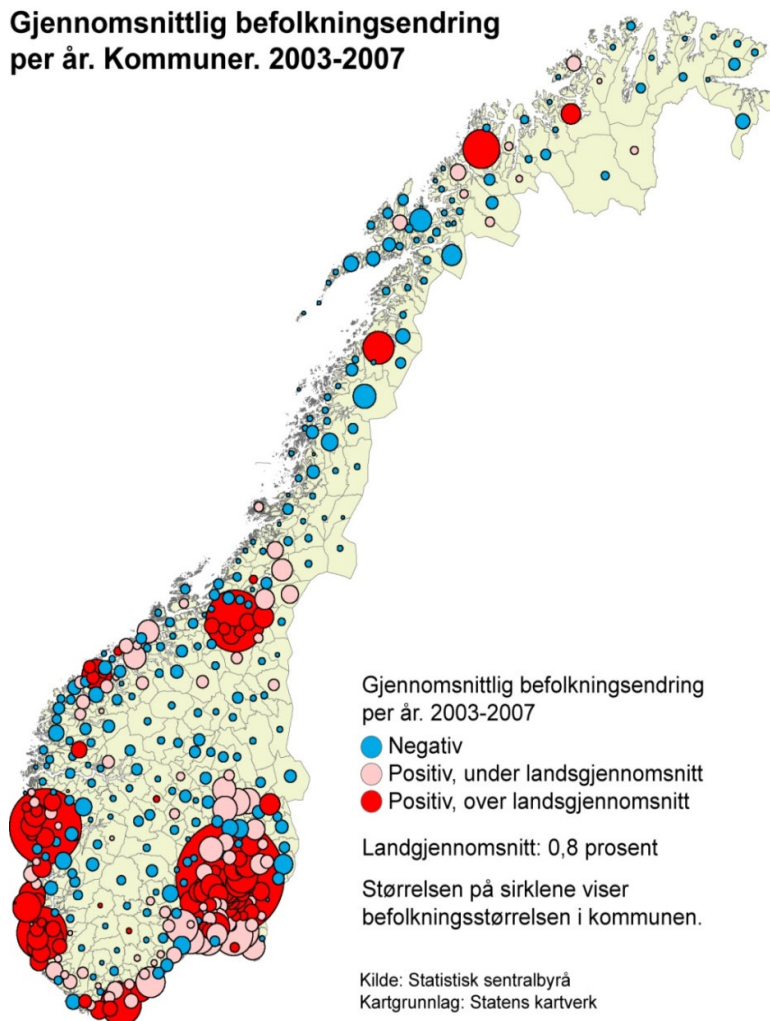 Gjennomsnittlig befolkningsendring
per år. Kommuner. 2003-2007
Gjennomsnittlig befolkningsendring
per år. 2003-2007
Negativ
Positiv, under landsgjennomsnitt
Positiv, over landsgjennomsnitt
Landgjennomsnitt: 0,8 prosent
Størrelsen på sirklene viser
befolkningsstørrelsen i kommunen.
Kilde: Statistisk sentralbyrå
Kartgrunnlag: Statens kartverk